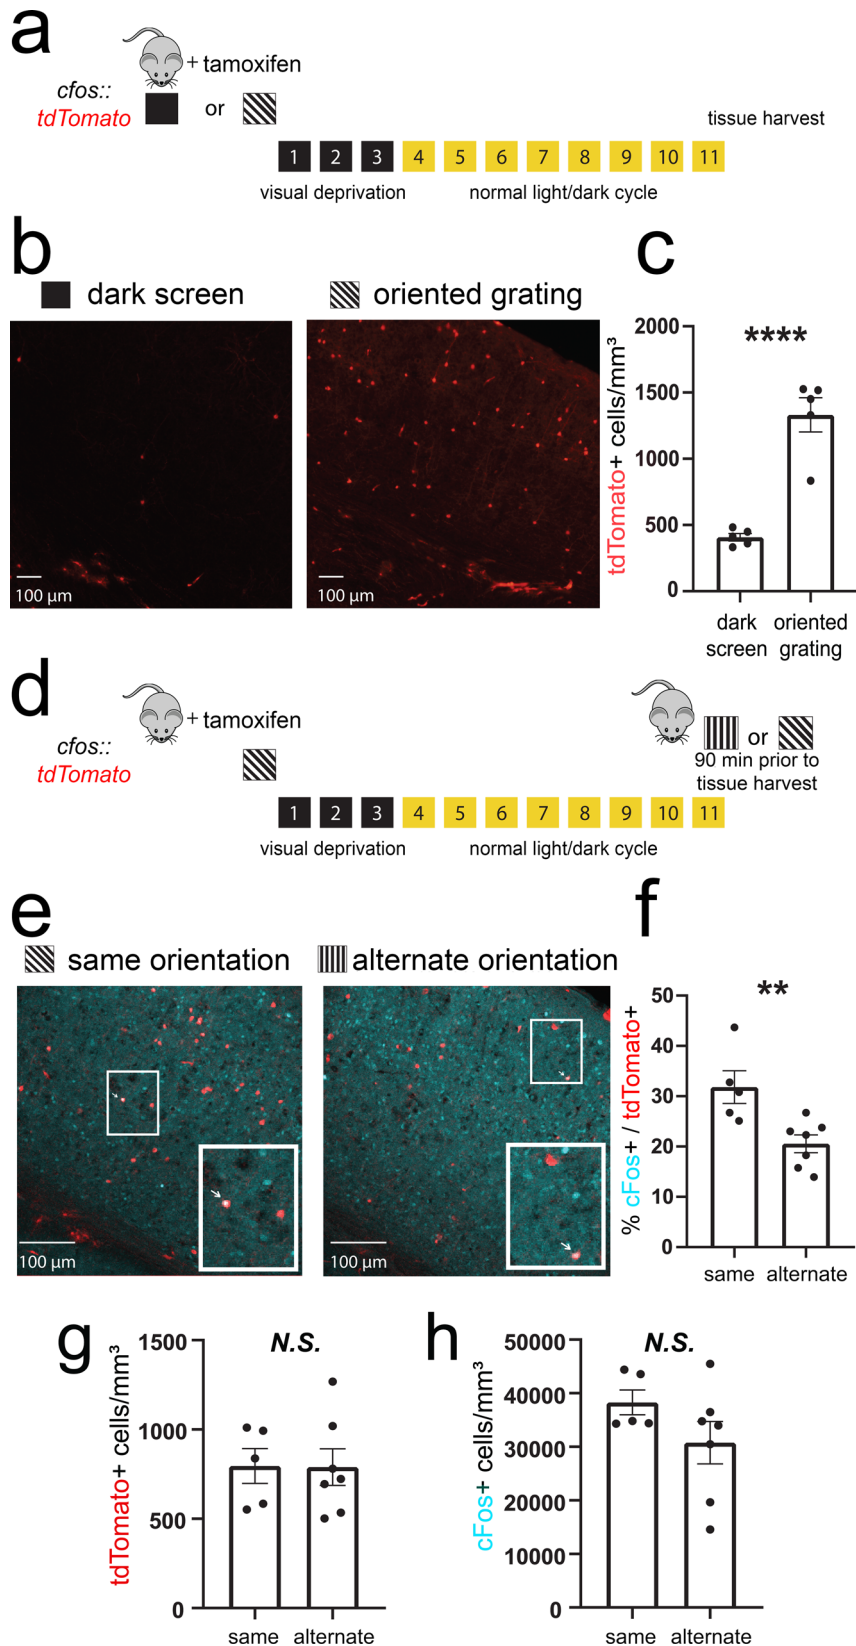 a
+ tamoxifen
cfos::
tdTomato
or
tissue harvest
1 2 3 4 5 6 7 8 9 10 11
visual deprivation
normal light/dark cycle
b
dark screen
oriented grating
100 µm
100 µm
c
2000
1500
1000
500
0
tdTomato+ cells/mm³
****
dark
screen
oriented
grating
d
+ tamoxifen
cfos::
tdTomato
or
90 min prior to
tissue harvest
1 2 3 4 5 6 7 8 9 10 11
visual deprivation
normal light/dark cycle
e
same orientation
alternate orientation
100 µm
100 µm
f
50
40
30
20
10
0
% cFos+ / tdTomato+
**
same
alternate
g
1500
1000
500
0
tdTomato+ cells/mm³
N.S.
same
alternate
h
50000
40000
30000
20000
10000
0
cFos+ cells/mm³
N.S.
same
alternate